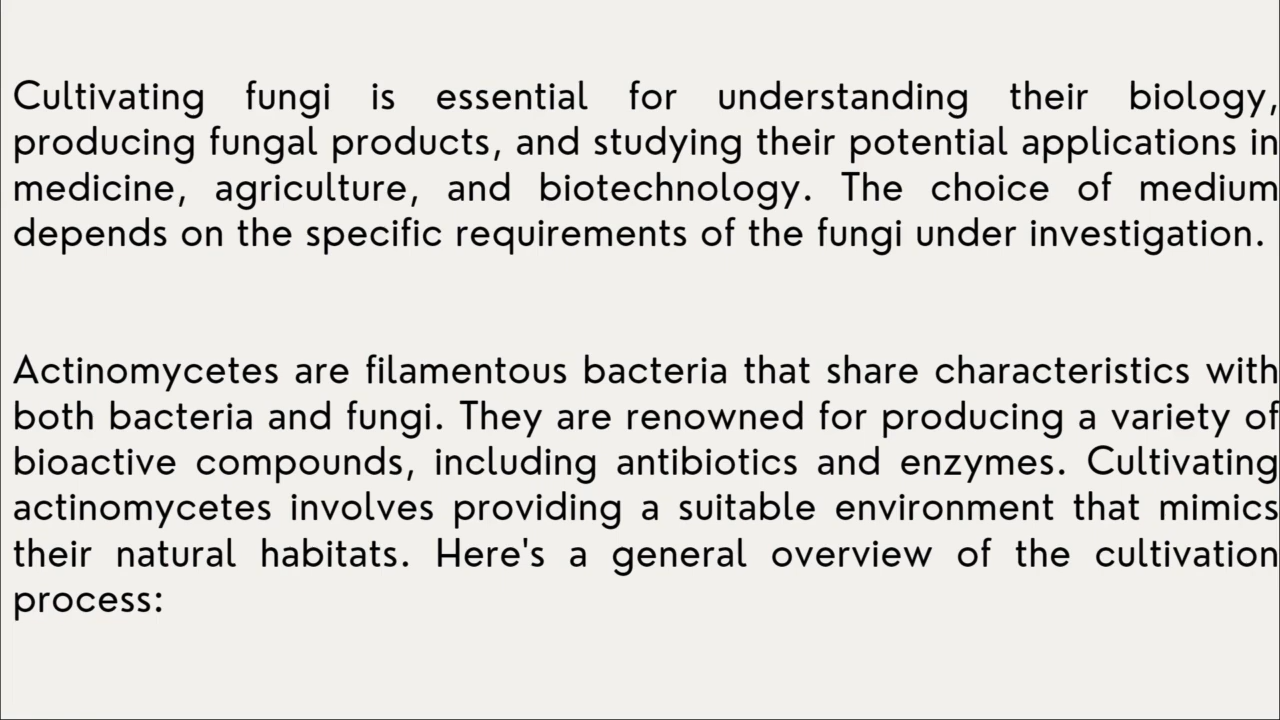 Cultivating fungi is essential for understanding their biology,
producing fungal products, and studying their potential applications in
medicine, agriculture, and biotechnology. The choice of medium
depends on the specific requirements of the fungi under investigation.
Actinomycetes are filamentous bacteria that share characteristics with
both bacteria and fungi. They are renowned for producing a variety of
bioactive compounds, including antibiotics and enzymes. Cultivating
actinomycetes involves providing a suitable environment that mimics
their natural habitats. Here's a general overview of the cultivation
process: